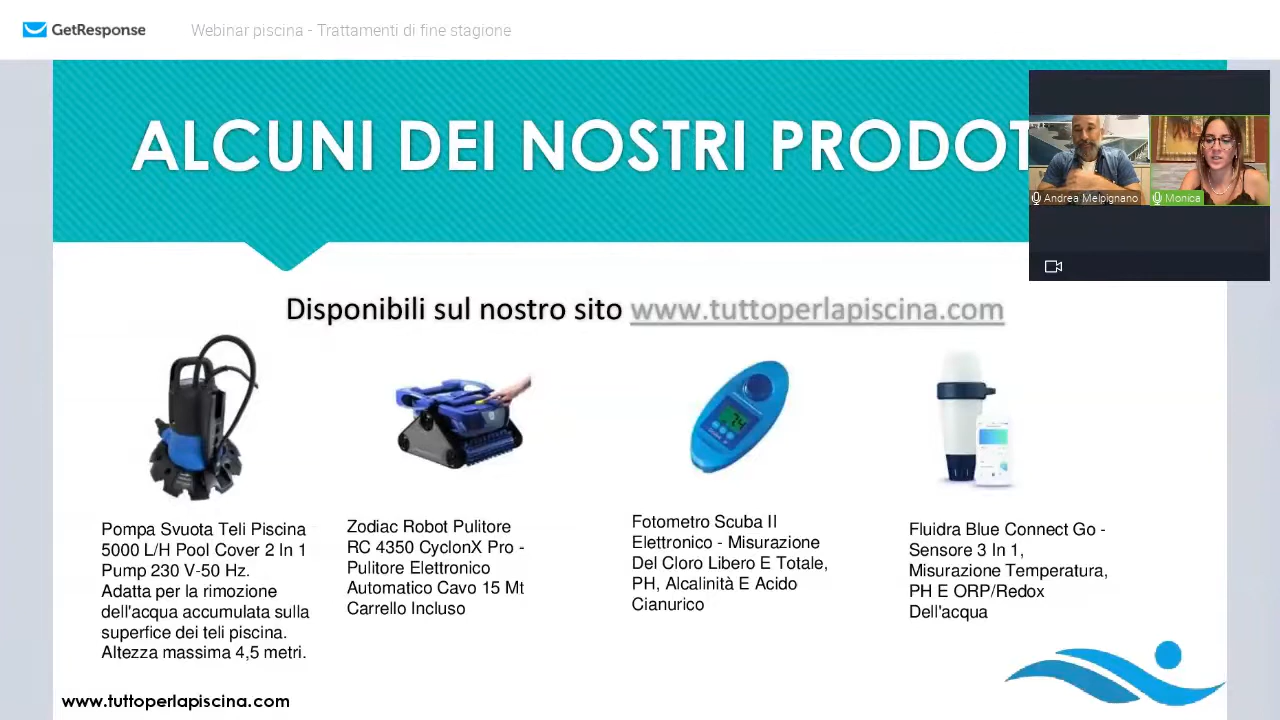 GetResponse
Webinar piscina - Trattamenti di fine stagione
ALCUNI DEI NOSTRI PRODOT
Andrea Melpignano
Monica
Disponibili sul nostro sito www.tuttoperlapiscina.com
7.4
Pompa Svuota Teli Piscina
5000 L/H Pool Cover 2 In 1
Pump 230 V-50 Hz.
Adatta per la rimozione
dell'acqua accumulata sulla
superfice dei teli piscina.
Altezza massima 4,5 metri.
Zodiac Robot Pulitore
RC 4350 CyclonX Pro -
Pulitore Elettronico
Automatico Cavo 15 Mt
Carrello Incluso
Fotometro Scuba II
Elettronico - Misurazione
Del Cloro Libero E Totale,
PH, Alcalinità E Acido
Cianurico
Fluidra Blue Connect Go -
Sensore 3 In 1,
Misurazione Temperatura,
PH E ORP/Redox
Dell'acqua
www.tuttoperlapiscina.com